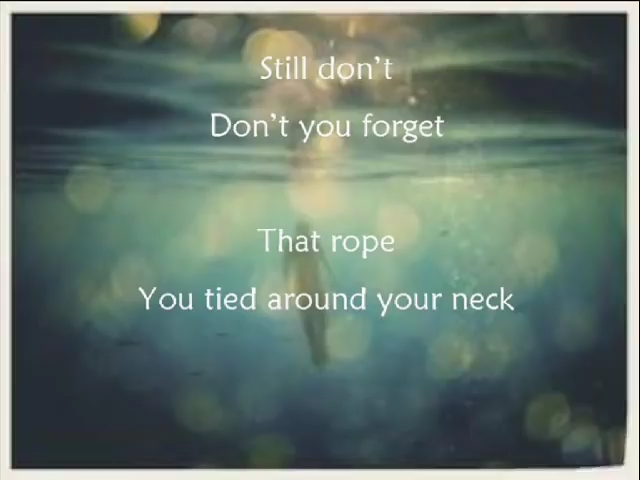 Still don't
Don't you forget
That rope
You tied around your neck